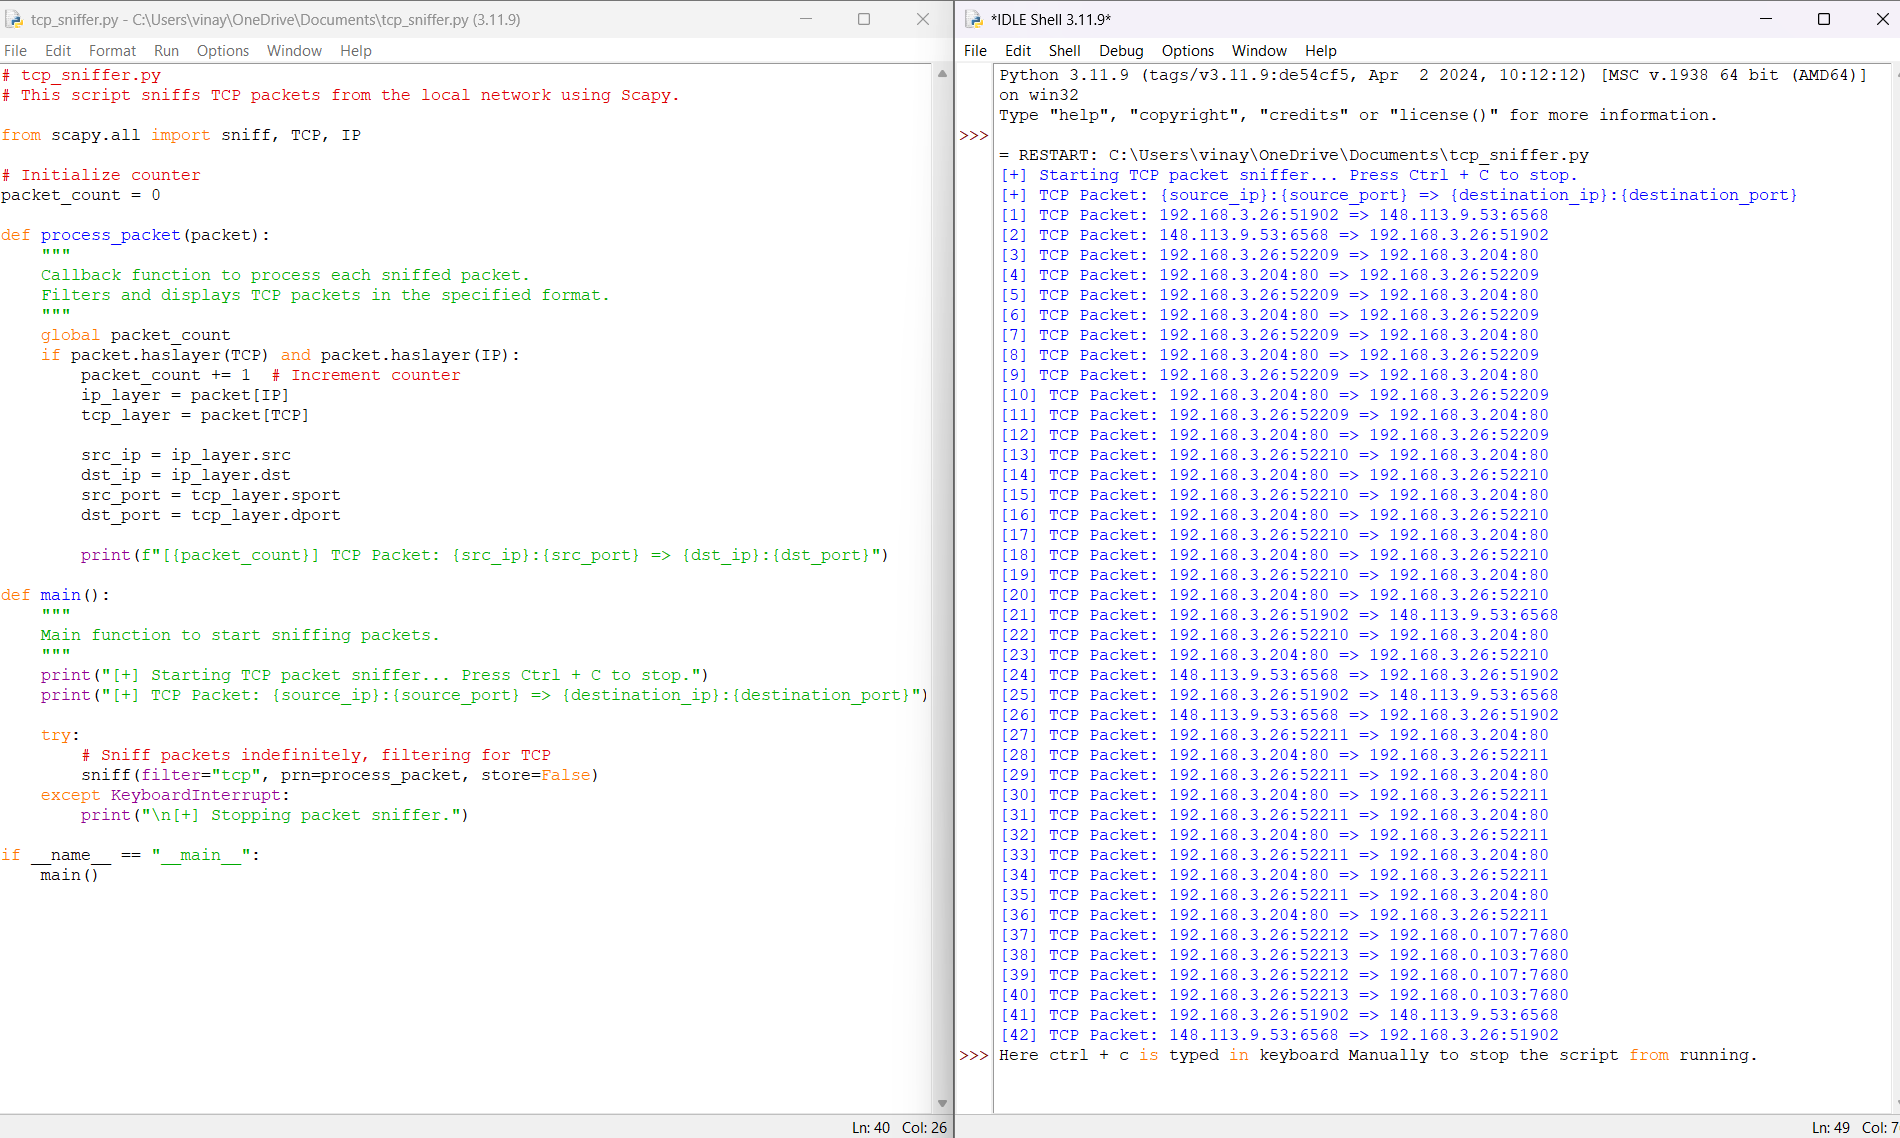 tcp_sniffer.py - C:\Users\vinay\OneDrive\Documents\tcp_sniffer.py (3.11.9)
File Edit Format Run Options Window Help
# tcp_sniffer.py
# This script sniffs TCP packets from the local network using Scapy.
from scapy.all import sniff, TCP, IP
# Initialize counter
packet_count = 0
def process_packet(packet):
    """
    Callback function to process each sniffed packet.
    Filters and displays TCP packets in the specified format.
    """
    global packet_count
    if packet.haslayer(TCP) and packet.haslayer(IP):
        packet_count += 1  # Increment counter
        ip_layer = packet[IP]
        tcp_layer = packet[TCP]
        src_ip = ip_layer.src
        dst_ip = ip_layer.dst
        src_port = tcp_layer.sport
        dst_port = tcp_layer.dport
        print(f"[{packet_count}] TCP Packet: {src_ip}:{src_port} => {dst_ip}:{dst_port}")
def main():
    """
    Main function to start sniffing packets.
    """
    print("[+] Starting TCP packet sniffer... Press Ctrl + C to stop.")
    print("[+] TCP Packet: {source_ip}:{source_port} => {destination_ip}:{destination_port}")
    try:
        # Sniff packets indefinitely, filtering for TCP
        sniff(filter="tcp", prn=process_packet, store=False)
    except KeyboardInterrupt:
        print("\n[+] Stopping packet sniffer.")
if __name__ == "__main__":
    main()
Ln: 40 Col: 26
*IDLE Shell 3.11.9*
File Edit Shell Debug Options Window Help
Python 3.11.9 (tags/v3.11.9:de54cf5, Apr  2 2024, 10:12:12) [MSC v.1938 64 bit (AMD64)]
on win32
Type "help", "copyright", "credits" or "license()" for more information.
>>>
= RESTART: C:\Users\vinay\OneDrive\Documents\tcp_sniffer.py
[+] Starting TCP packet sniffer... Press Ctrl + C to stop.
[+] TCP Packet: {source_ip}:{source_port} => {destination_ip}:{destination_port}
[1] TCP Packet: 192.168.3.26:51902 => 148.113.9.53:6568
[2] TCP Packet: 148.113.9.53:6568 => 192.168.3.26:51902
[3] TCP Packet: 192.168.3.26:52209 => 192.168.3.204:80
[4] TCP Packet: 192.168.3.204:80 => 192.168.3.26:52209
[5] TCP Packet: 192.168.3.26:52209 => 192.168.3.204:80
[6] TCP Packet: 192.168.3.204:80 => 192.168.3.26:52209
[7] TCP Packet: 192.168.3.26:52209 => 192.168.3.204:80
[8] TCP Packet: 192.168.3.204:80 => 192.168.3.26:52209
[9] TCP Packet: 192.168.3.26:52209 => 192.168.3.204:80
[10] TCP Packet: 192.168.3.204:80 => 192.168.3.26:52209
[11] TCP Packet: 192.168.3.26:52209 => 192.168.3.204:80
[12] TCP Packet: 192.168.3.204:80 => 192.168.3.26:52209
[13] TCP Packet: 192.168.3.26:52210 => 192.168.3.204:80
[14] TCP Packet: 192.168.3.204:80 => 192.168.3.26:52210
[15] TCP Packet: 192.168.3.26:52210 => 192.168.3.204:80
[16] TCP Packet: 192.168.3.204:80 => 192.168.3.26:52210
[17] TCP Packet: 192.168.3.26:52210 => 192.168.3.204:80
[18] TCP Packet: 192.168.3.204:80 => 192.168.3.26:52210
[19] TCP Packet: 192.168.3.26:52210 => 192.168.3.204:80
[20] TCP Packet: 192.168.3.204:80 => 192.168.3.26:52210
[21] TCP Packet: 192.168.3.26:51902 => 148.113.9.53:6568
[22] TCP Packet: 192.168.3.26:52210 => 192.168.3.204:80
[23] TCP Packet: 192.168.3.204:80 => 192.168.3.26:52210
[24] TCP Packet: 148.113.9.53:6568 => 192.168.3.26:51902
[25] TCP Packet: 192.168.3.26:51902 => 148.113.9.53:6568
[26] TCP Packet: 148.113.9.53:6568 => 192.168.3.26:51902
[27] TCP Packet: 192.168.3.26:52211 => 192.168.3.204:80
[28] TCP Packet: 192.168.3.204:80 => 192.168.3.26:52211
[29] TCP Packet: 192.168.3.26:52211 => 192.168.3.204:80
[30] TCP Packet: 192.168.3.204:80 => 192.168.3.26:52211
[31] TCP Packet: 192.168.3.26:52211 => 192.168.3.204:80
[32] TCP Packet: 192.168.3.204:80 => 192.168.3.26:52211
[33] TCP Packet: 192.168.3.26:52211 => 192.168.3.204:80
[34] TCP Packet: 192.168.3.204:80 => 192.168.3.26:52211
[35] TCP Packet: 192.168.3.26:52211 => 192.168.3.204:80
[36] TCP Packet: 192.168.3.204:80 => 192.168.3.26:52211
[37] TCP Packet: 192.168.3.26:52212 => 192.168.0.107:7680
[38] TCP Packet: 192.168.3.26:52213 => 192.168.0.103:7680
[39] TCP Packet: 192.168.3.26:52212 => 192.168.0.107:7680
[40] TCP Packet: 192.168.3.26:52213 => 192.168.0.103:7680
[41] TCP Packet: 192.168.3.26:51902 => 148.113.9.53:6568
[42] TCP Packet: 148.113.9.53:6568 => 192.168.3.26:51902
>>> Here ctrl + c is typed in keyboard Manually to stop the script from running.
Ln: 49 Col: 7